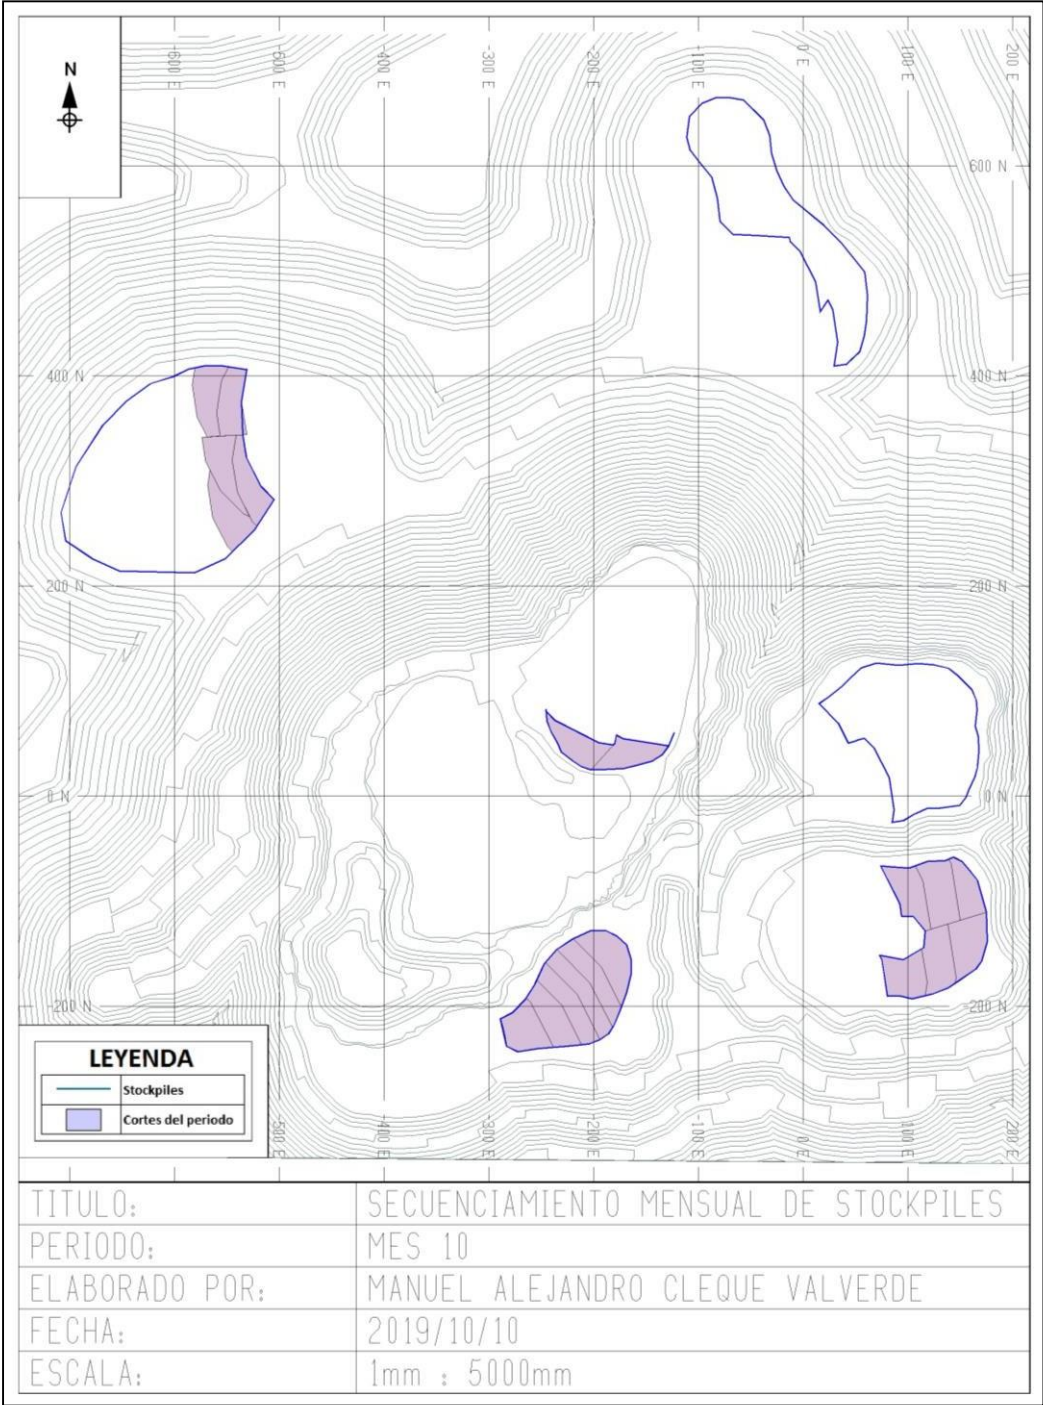 N
-600 E
-500 E
-400 E
-300 E
-200 E
-100 E
0 E
100 E
200 E
600 N
400 N
400 N
200 N
200 N
0 N
0 N
-200 N
-200 N
LEYENDA
Stockpiles
Cortes del periodo
-500 E
-400 E
-300 E
-200 E
-100 E
0 E
100 E
200 E
TITULO: SECUENCIAMIENTO MENSUAL DE STOCKPILES
PERIODO: MES 10
ELABORADO POR: MANUEL ALEJANDRO CLEQUE VALVERDE
FECHA: 2019/10/10
ESCALA: 1mm : 5000mm